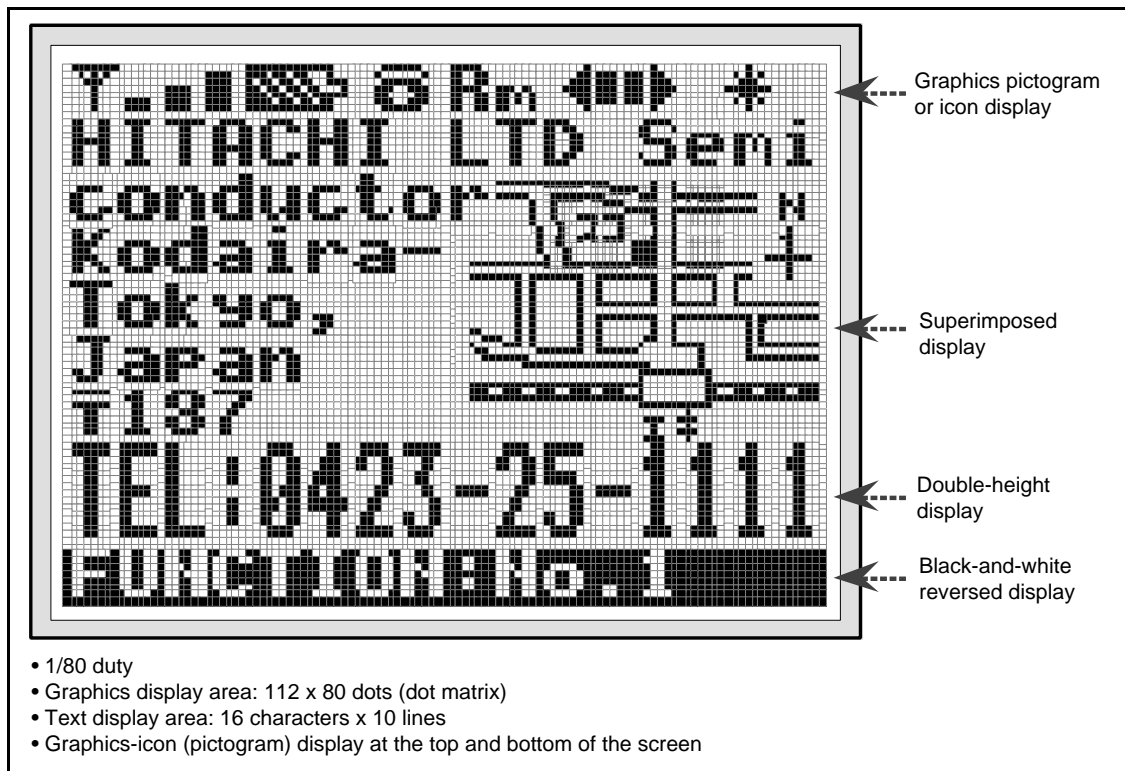 Am
HITACHI LTD Semi
conductor
N
Kodaira-
Tokyo,
Japan
T187
TEL:0423-25-1111
FUNCTION:No.1
Graphics pictogram
or icon display
Superimposed
display
Double-height
display
Black-and-white
reversed display
• 1/80 duty
• Graphics display area: 112 x 80 dots (dot matrix)
• Text display area: 16 characters x 10 lines
• Graphics-icon (pictogram) display at the top and bottom of the screen